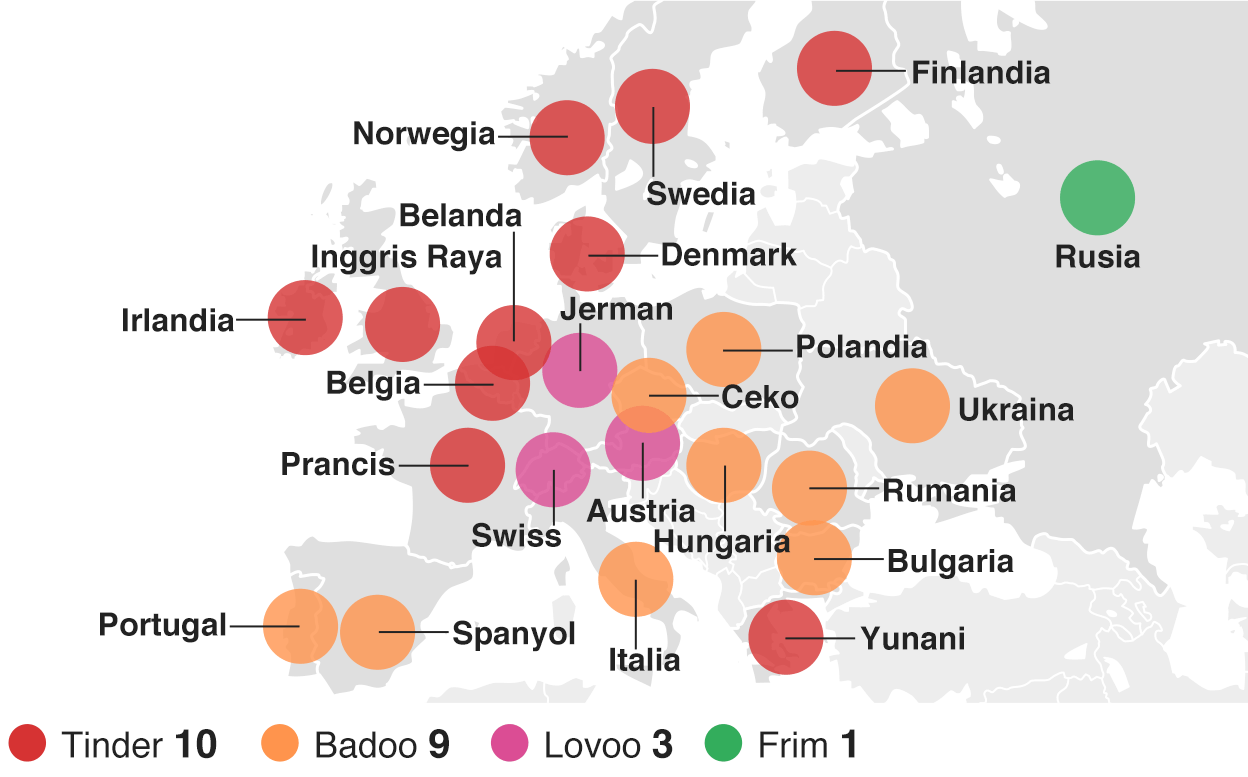 Finlandia
Norwegia
Swedia
Belanda
Inggris Raya
Denmark
Rusia
Jerman
Irlandia
Polandia
Belgia
Ceko
Ukraina
Prancis
Rumania
Austria
Swiss
Hungaria
Bulgaria
Portugal
Spanyol
Yunani
Italia
Tinder 10 Badoo 9 Lovoo 3 Frim 1